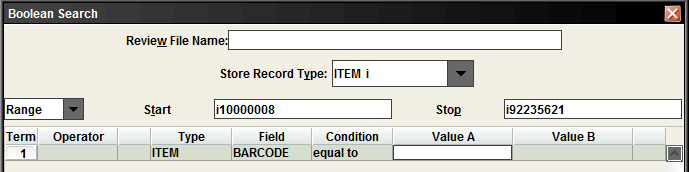 Boolean Search
Review File Name:
Store Record Type: ITEM i
Range Start i10000008 Stop i92235621
Term Operator Type Field Condition Value A Value B
1 ITEM BARCODE equal to